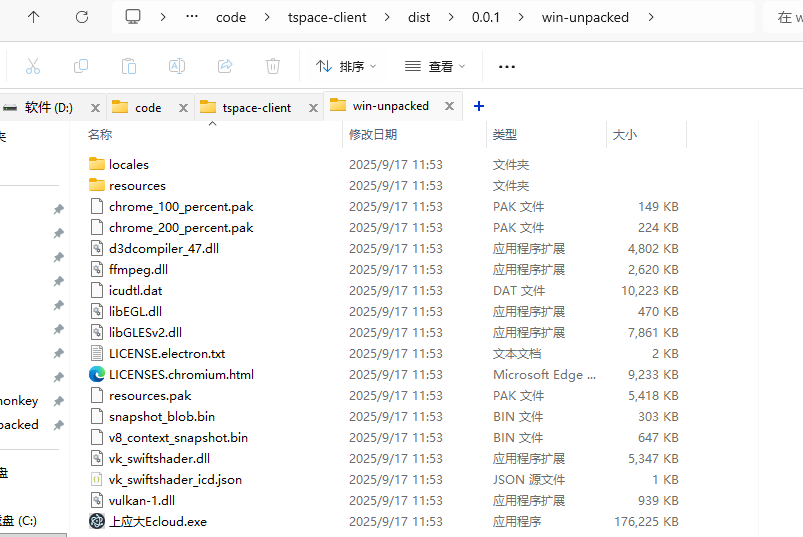 code tspace-client dist 0.0.1 win-unpacked 在 w
排序 查看
软件 (D:) code tspace-client win-unpacked
名称 修改日期 类型 大小
locales 2025/9/17 11:53 文件夹
resources 2025/9/17 11:53 文件夹
chrome_100_percent.pak 2025/9/17 11:53 PAK 文件 149 KB
chrome_200_percent.pak 2025/9/17 11:53 PAK 文件 224 KB
d3dcompiler_47.dll 2025/9/17 11:53 应用程序扩展 4,802 KB
ffmpeg.dll 2025/9/17 11:53 应用程序扩展 2,620 KB
icudtl.dat 2025/9/17 11:53 DAT 文件 10,223 KB
libEGL.dll 2025/9/17 11:53 应用程序扩展 470 KB
libGLESv2.dll 2025/9/17 11:53 应用程序扩展 7,861 KB
LICENSE.electron.txt 2025/9/17 11:53 文本文档 2 KB
LICENSES.chromium.html 2025/9/17 11:53 Microsoft Edge ... 9,233 KB
onkey resources.pak 2025/9/17 11:53 PAK 文件 5,418 KB
snapshot_blob.bin 2025/9/17 11:53 BIN 文件 303 KB
packed v8_context_snapshot.bin 2025/9/17 11:53 BIN 文件 647 KB
vk_swiftshader.dll 2025/9/17 11:53 应用程序扩展 5,347 KB
盘 vk_swiftshader_icd.json 2025/9/17 11:53 JSON 源文件 1 KB
vulkan-1.dll 2025/9/17 11:53 应用程序扩展 939 KB
盘 (C:) 上应大Ecloud.exe 2025/9/17 11:53 应用程序 176,225 KB